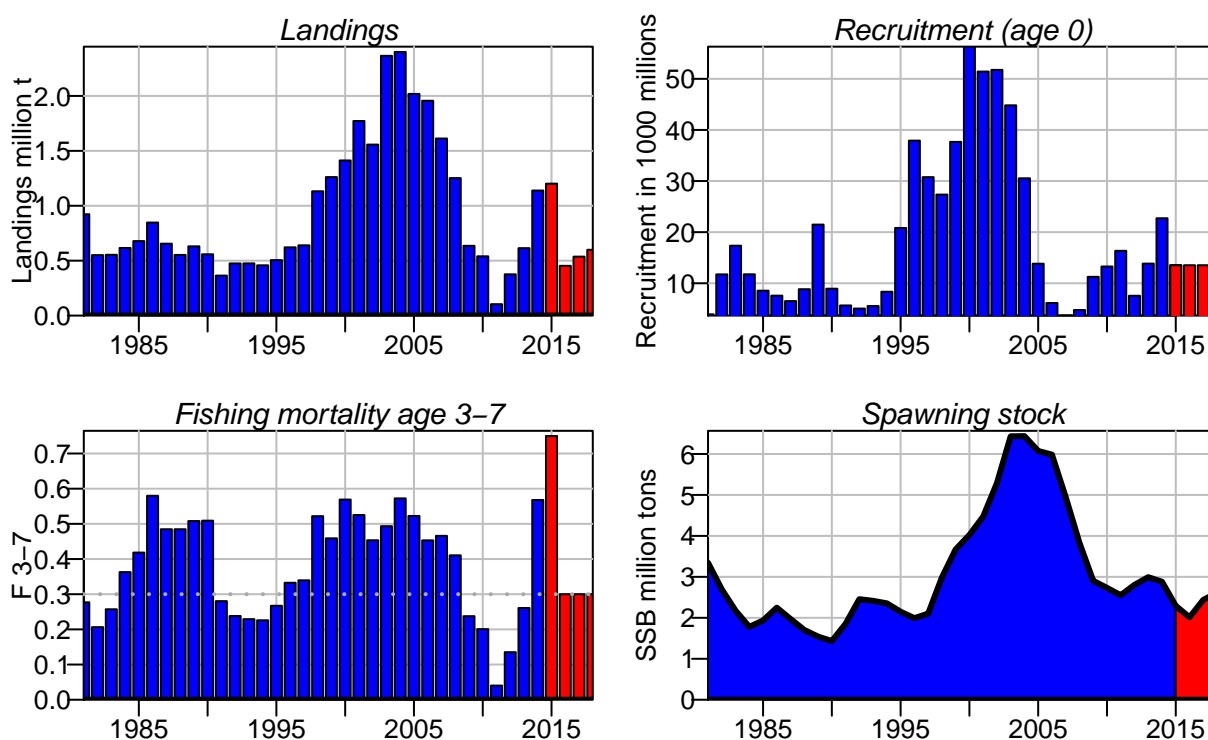 Landings
Landings million t
2.0
1.5
1.0
0.5
0.0
1985 1995 2005 2015
Recruitment (age 0)
Recruitment in 1000 millions
50
40
30
20
10
1985 1995 2005 2015
Fishing mortality age 3–7
F 3–7
0.7
0.6
0.5
0.4
0.3
0.2
0.1
0.0
1985 1995 2005 2015
Spawning stock
SSB million tons
6
5
4
3
2
1
0
1985 1995 2005 2015